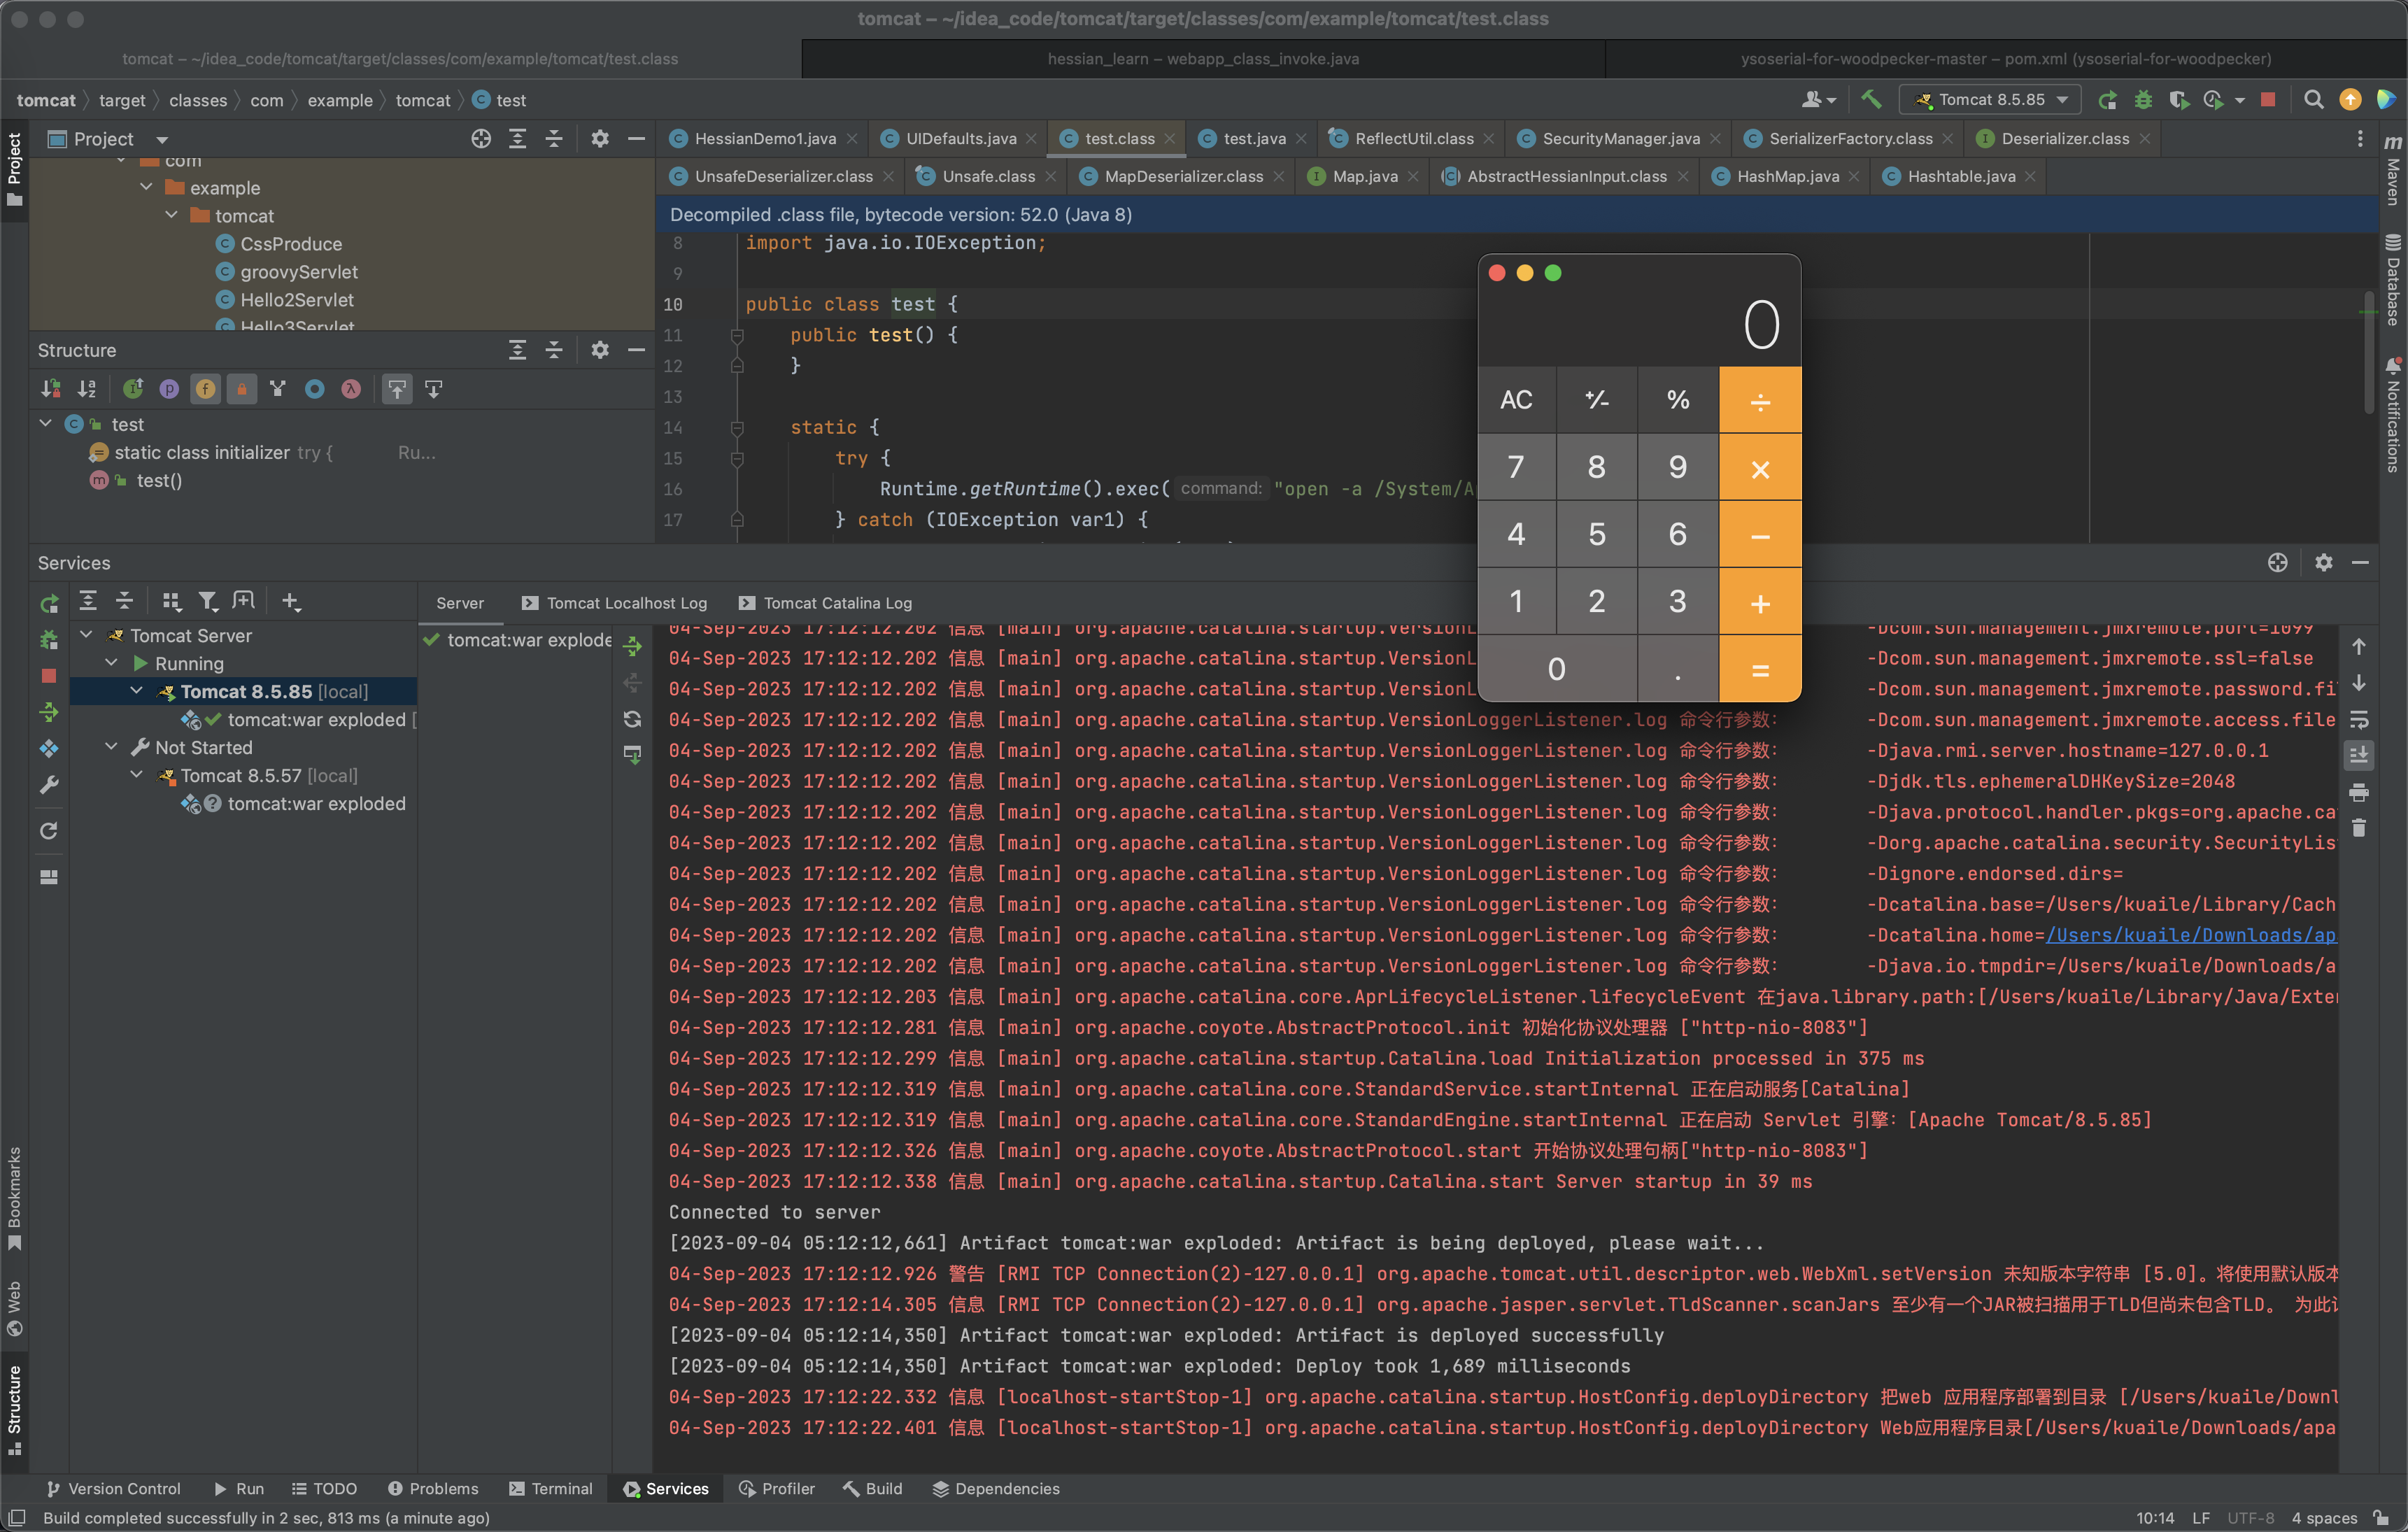 tomcat – ~/idea_code/tomcat/target/classes/com/example/tomcat/test.class
tomcat – ~/idea_code/tomcat/target/classes/com/example/tomcat/test.class
hessian_learn – webapp_class_invoke.java
ysoserial-for-woodpecker-master – pom.xml (ysoserial-for-woodpecker)
tomcat 〉 target 〉 classes 〉 com 〉 example 〉 tomcat 〉 test
Tomcat 8.5.85
Project
HessianDemo1.java
UIDefaults.java
test.class
test.java
ReflectUtil.class
SecurityManager.java
SerializerFactory.class
Deserializer.class
UnsafeDeserializer.class
Unsafe.class
MapDeserializer.class
Map.java
AbstractHessianInput.class
HashMap.java
Hashtable.java
Project
com
example
tomcat
CssProduce
groovyServlet
Hello2Servlet
Hello3Servlet
Decompiled .class file, bytecode version: 52.0 (Java 8)
8 import java.io.IOException;
9
10 public class test {
11 public test() {
12 }
13
14 static {
15 try {
16 Runtime.getRuntime().exec( command: "open -a /System/A
17 } catch (IOException var1) {
Maven
Database
Notifications
Structure
test
static class initializer try { Ru...
test()
0
AC +⁄− % ÷
7 8 9 ×
4 5 6 −
1 2 3 +
0 . =
Services
Server
Tomcat Localhost Log
Tomcat Catalina Log
Tomcat Server
Running
Tomcat 8.5.85 [local]
tomcat:war exploded [
Not Started
Tomcat 8.5.57 [local]
tomcat:war exploded
tomcat:war explode
04-Sep-2023 17:12:12.202 信息 [main] org.apache.catalina.startup.VersionL -Dcom.sun.management.jmxremote.port=1099
04-Sep-2023 17:12:12.202 信息 [main] org.apache.catalina.startup.VersionL -Dcom.sun.management.jmxremote.ssl=false
04-Sep-2023 17:12:12.202 信息 [main] org.apache.catalina.startup.VersionL -Dcom.sun.management.jmxremote.password.fi
04-Sep-2023 17:12:12.202 信息 [main] org.apache.catalina.startup.VersionLoggerListener.log 命令行参数: -Dcom.sun.management.jmxremote.access.file
04-Sep-2023 17:12:12.202 信息 [main] org.apache.catalina.startup.VersionLoggerListener.log 命令行参数: -Djava.rmi.server.hostname=127.0.0.1
04-Sep-2023 17:12:12.202 信息 [main] org.apache.catalina.startup.VersionLoggerListener.log 命令行参数: -Djdk.tls.ephemeralDHKeySize=2048
04-Sep-2023 17:12:12.202 信息 [main] org.apache.catalina.startup.VersionLoggerListener.log 命令行参数: -Djava.protocol.handler.pkgs=org.apache.ca
04-Sep-2023 17:12:12.202 信息 [main] org.apache.catalina.startup.VersionLoggerListener.log 命令行参数: -Dorg.apache.catalina.security.SecurityLis
04-Sep-2023 17:12:12.202 信息 [main] org.apache.catalina.startup.VersionLoggerListener.log 命令行参数: -Dignore.endorsed.dirs=
04-Sep-2023 17:12:12.202 信息 [main] org.apache.catalina.startup.VersionLoggerListener.log 命令行参数: -Dcatalina.base=/Users/kuaile/Library/Cach
04-Sep-2023 17:12:12.202 信息 [main] org.apache.catalina.startup.VersionLoggerListener.log 命令行参数: -Dcatalina.home=/Users/kuaile/Downloads/ap
04-Sep-2023 17:12:12.202 信息 [main] org.apache.catalina.startup.VersionLoggerListener.log 命令行参数: -Djava.io.tmpdir=/Users/kuaile/Downloads/a
04-Sep-2023 17:12:12.203 信息 [main] org.apache.catalina.core.AprLifecycleListener.lifecycleEvent 在java.library.path:[/Users/kuaile/Library/Java/Exter
04-Sep-2023 17:12:12.281 信息 [main] org.apache.coyote.AbstractProtocol.init 初始化协议处理器 ["http-nio-8083"]
04-Sep-2023 17:12:12.299 信息 [main] org.apache.catalina.startup.Catalina.load Initialization processed in 375 ms
04-Sep-2023 17:12:12.319 信息 [main] org.apache.catalina.core.StandardService.startInternal 正在启动服务[Catalina]
04-Sep-2023 17:12:12.319 信息 [main] org.apache.catalina.core.StandardEngine.startInternal 正在启动 Servlet 引擎：[Apache Tomcat/8.5.85]
04-Sep-2023 17:12:12.326 信息 [main] org.apache.coyote.AbstractProtocol.start 开始协议处理句柄["http-nio-8083"]
04-Sep-2023 17:12:12.338 信息 [main] org.apache.catalina.startup.Catalina.start Server startup in 39 ms
Connected to server
[2023-09-04 05:12:12,661] Artifact tomcat:war exploded: Artifact is being deployed, please wait...
04-Sep-2023 17:12:12.926 警告 [RMI TCP Connection(2)-127.0.0.1] org.apache.tomcat.util.descriptor.web.WebXml.setVersion 未知版本字符串 [5.0]。将使用默认版本
04-Sep-2023 17:12:14.305 信息 [RMI TCP Connection(2)-127.0.0.1] org.apache.jasper.servlet.TldScanner.scanJars 至少有一个JAR被扫描用于TLD但尚未包含TLD。 为此
[2023-09-04 05:12:14,350] Artifact tomcat:war exploded: Artifact is deployed successfully
[2023-09-04 05:12:14,350] Artifact tomcat:war exploded: Deploy took 1,689 milliseconds
04-Sep-2023 17:12:22.332 信息 [localhost-startStop-1] org.apache.catalina.startup.HostConfig.deployDirectory 把web 应用程序部署到目录 [/Users/kuaile/Downl
04-Sep-2023 17:12:22.401 信息 [localhost-startStop-1] org.apache.catalina.startup.HostConfig.deployDirectory Web应用程序目录[/Users/kuaile/Downloads/apa
Bookmarks
Web
Structure
Version Control
Run
TODO
Problems
Terminal
Services
Profiler
Build
Dependencies
Build completed successfully in 2 sec, 813 ms (a minute ago)
10:14 LF UTF-8 4 spaces